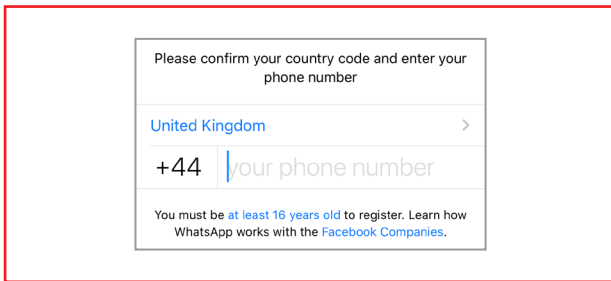 Please confirm your country code and enter your
phone number
United Kingdom
+44 your phone number
You must be at least 16 years old to register. Learn how
WhatsApp works with the Facebook Companies.